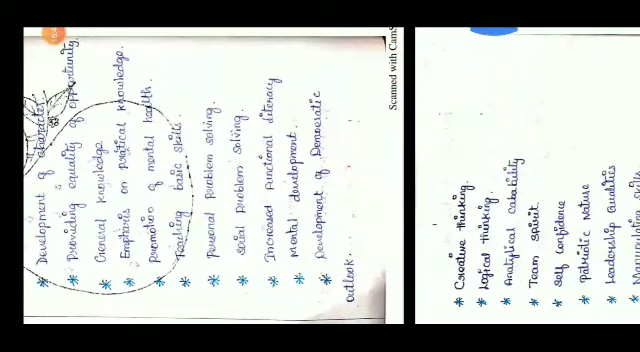 * Development of character
* Providing equality of opportunity.
* General knowledge
* Emphasis on pratical knowledge.
* Promotion of mental health.
* Teaching basic skills.
* Personal problem solving.
* Social problem solving.
* Increased functional literacy
* Mental development.
* Development of Democratic
outlook.
Scanned with Cam
* Creative thinking.
* Logical thinking.
* Analytical Capability
* Team spirit.
* Self confidence
* Patriotic Nature
* Leadership Qualities